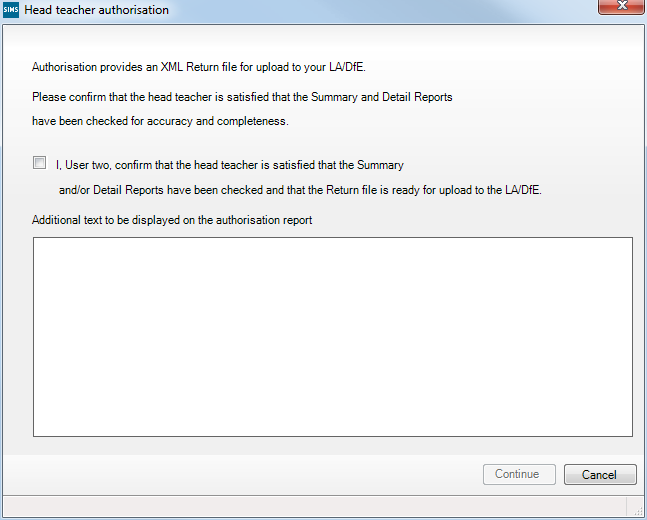 SIMS Head teacher authorisation
Authorisation provides an XML Return file for upload to your LA/DfE.
Please confirm that the head teacher is satisfied that the Summary and Detail Reports
have been checked for accuracy and completeness.
I, User two, confirm that the head teacher is satisfied that the Summary
and/or Detail Reports have been checked and that the Return file is ready for upload to the LA/DfE.
Additional text to be displayed on the authorisation report
Continue Cancel